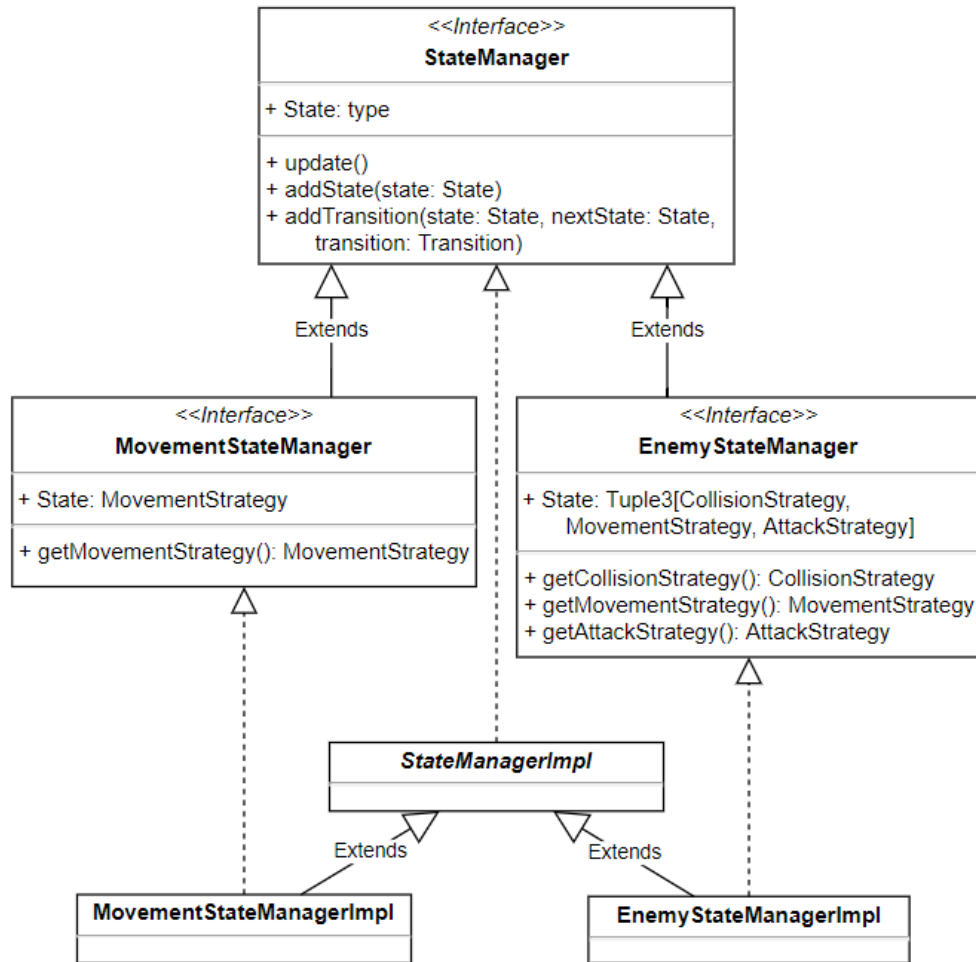 <<Interface>>
StateManager
+ State: type
+ update()
+ addState(state: State)
+ addTransition(state: State, nextState: State,
transition: Transition)
Extends
Extends
<<Interface>>
MovementStateManager
+ State: MovementStrategy
+ getMovementStrategy(): MovementStrategy
<<Interface>>
EnemyStateManager
+ State: Tuple3[CollisionStrategy,
MovementStrategy, AttackStrategy]
+ getCollisionStrategy(): CollisionStrategy
+ getMovementStrategy(): MovementStrategy
+ getAttackStrategy(): AttackStrategy
StateManagerImpl
Extends
Extends
MovementStateManagerImpl
EnemyStateManagerImpl